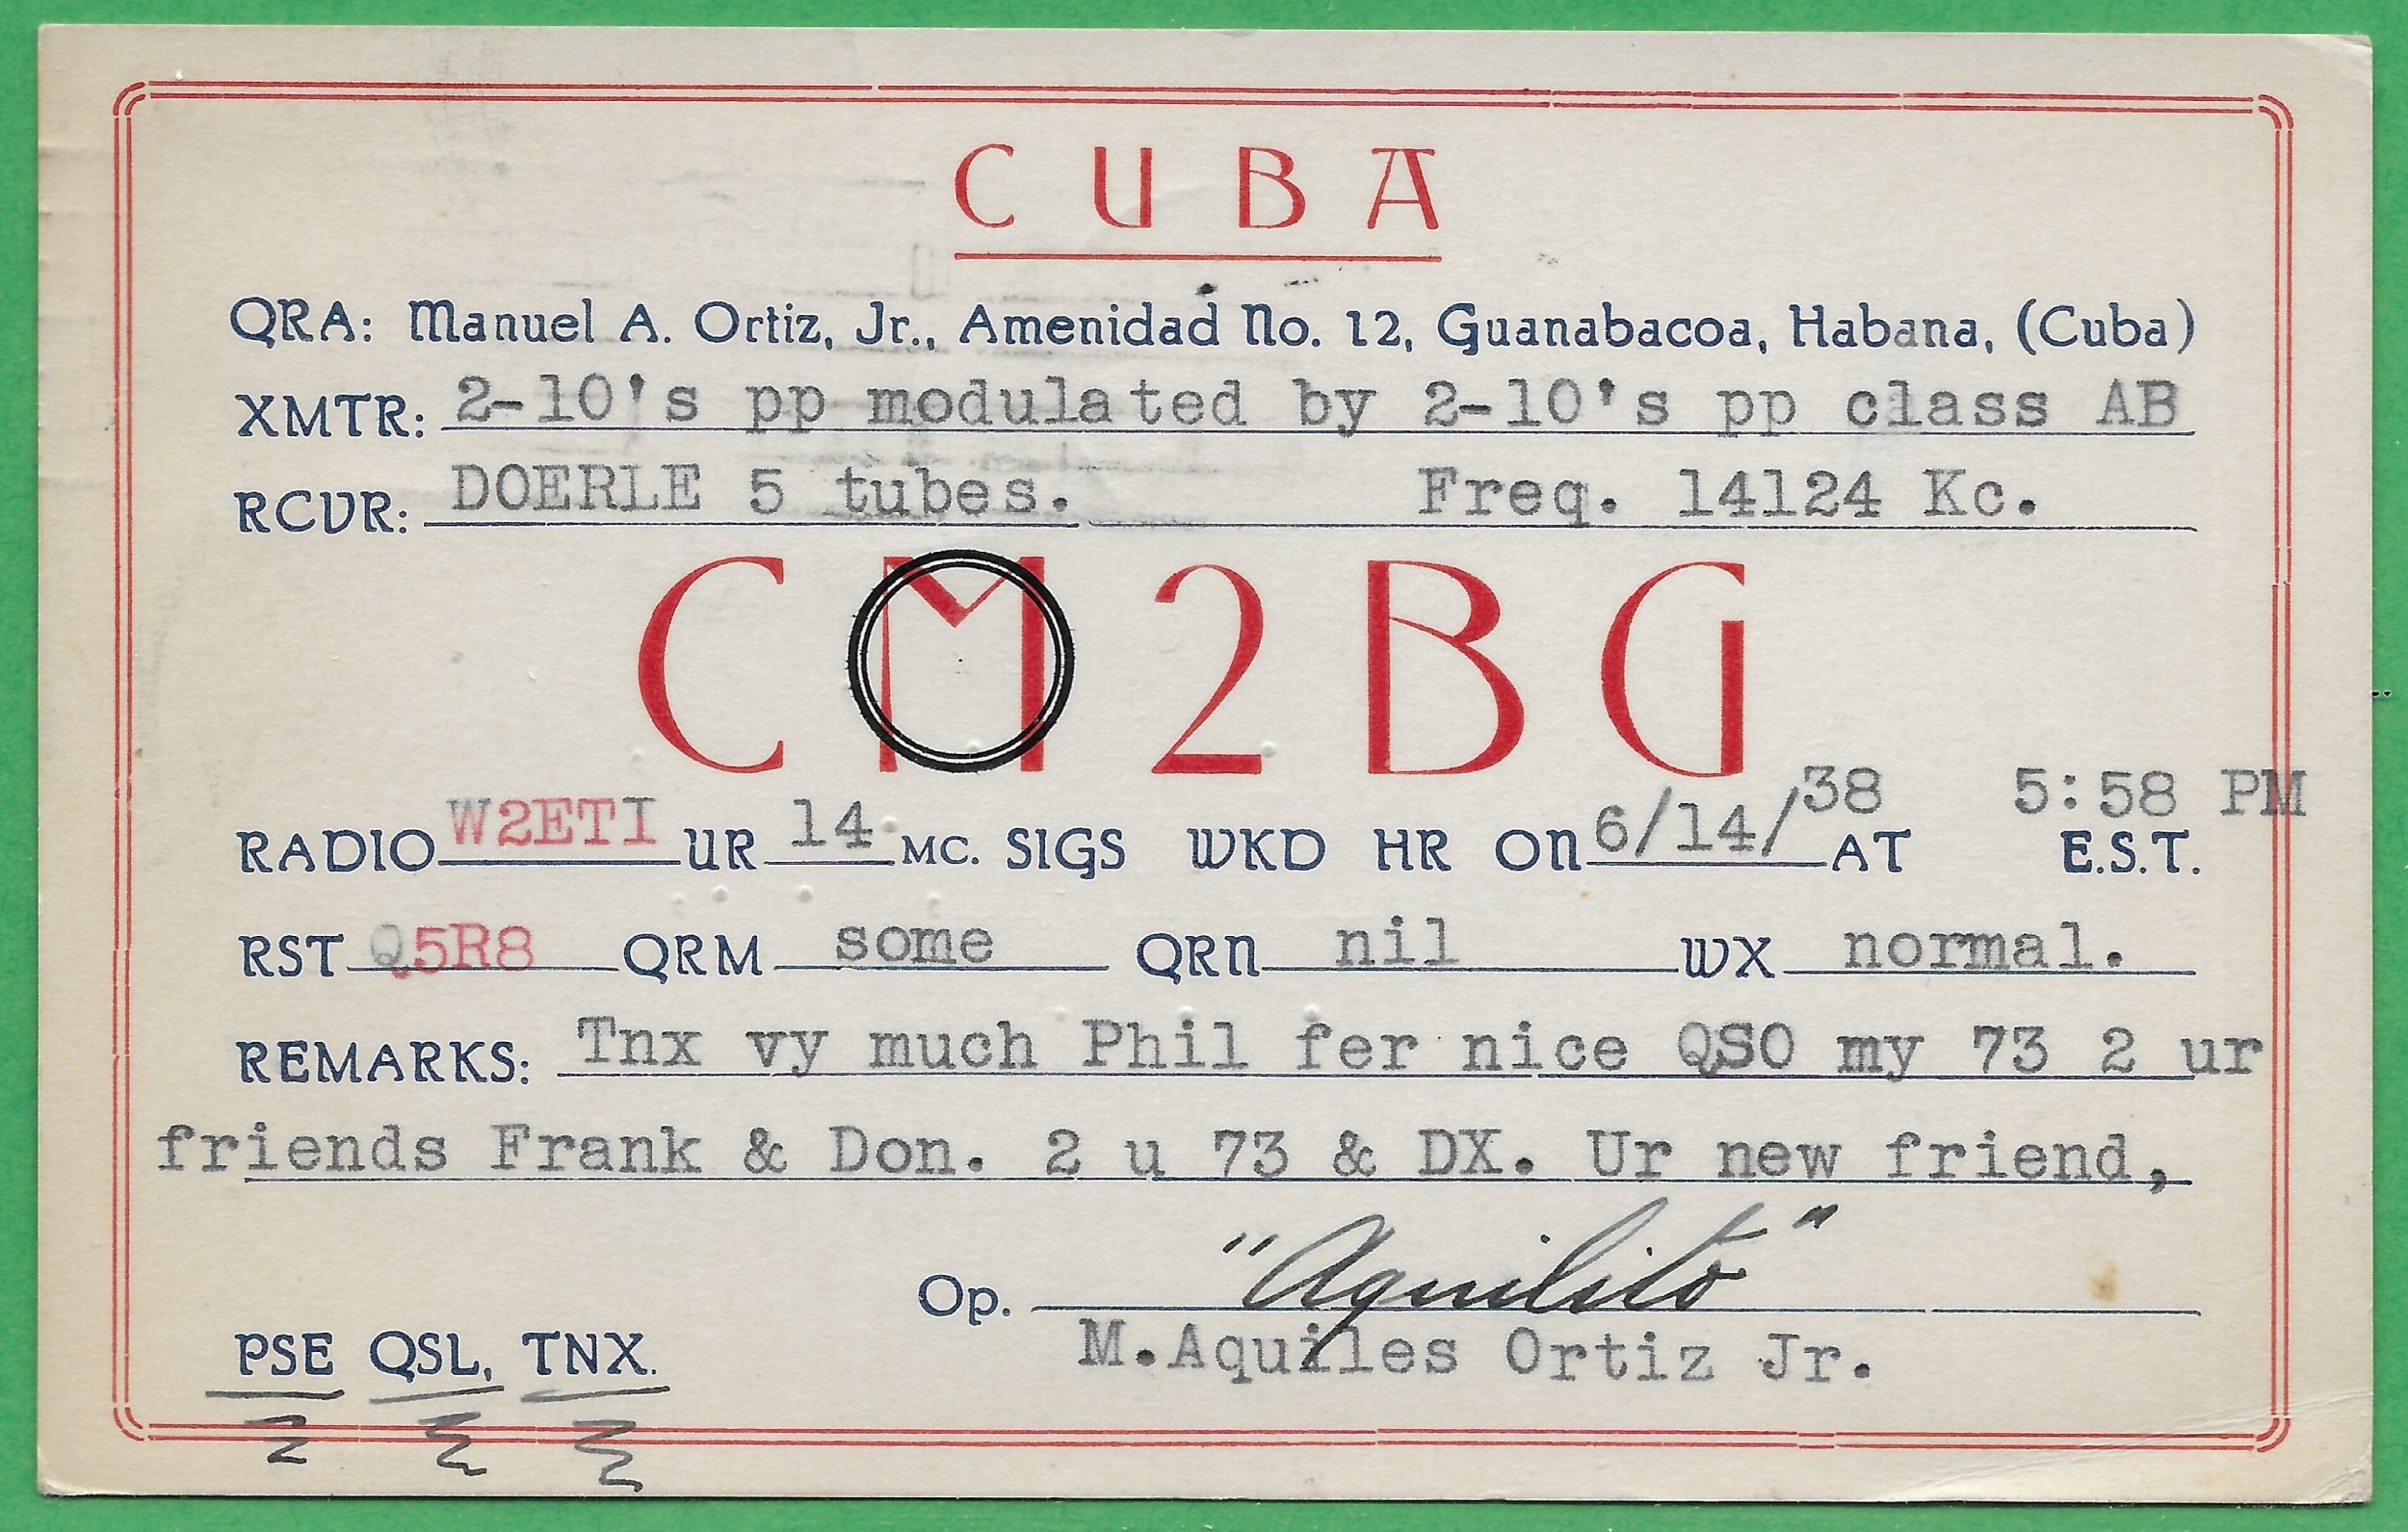 CUBA
QRA: Manuel A. Ortiz, Jr., Amenidad No. 12, Guanabacoa, Habana, (Cuba)
XMTR: 2-10's pp modulated by 2-10's pp class AB
RCVR: DOERLE 5 tubes. Freq. 14124 Kc.
CM2BG
RADIO W2ETI UR 14 MC. SIGS WKD HR ON 6/14/38 AT 5:58 PM E.S.T.
RST Q5R8 QRM some QRN nil WX normal.
REMARKS: Tnx vy much Phil fer nice QSO my 73 2 ur
friends Frank & Don. 2 u 73 & DX. Ur new friend,
Op. "Aquilito"
M.Aquiles Ortiz Jr.
PSE QSL, TNX.